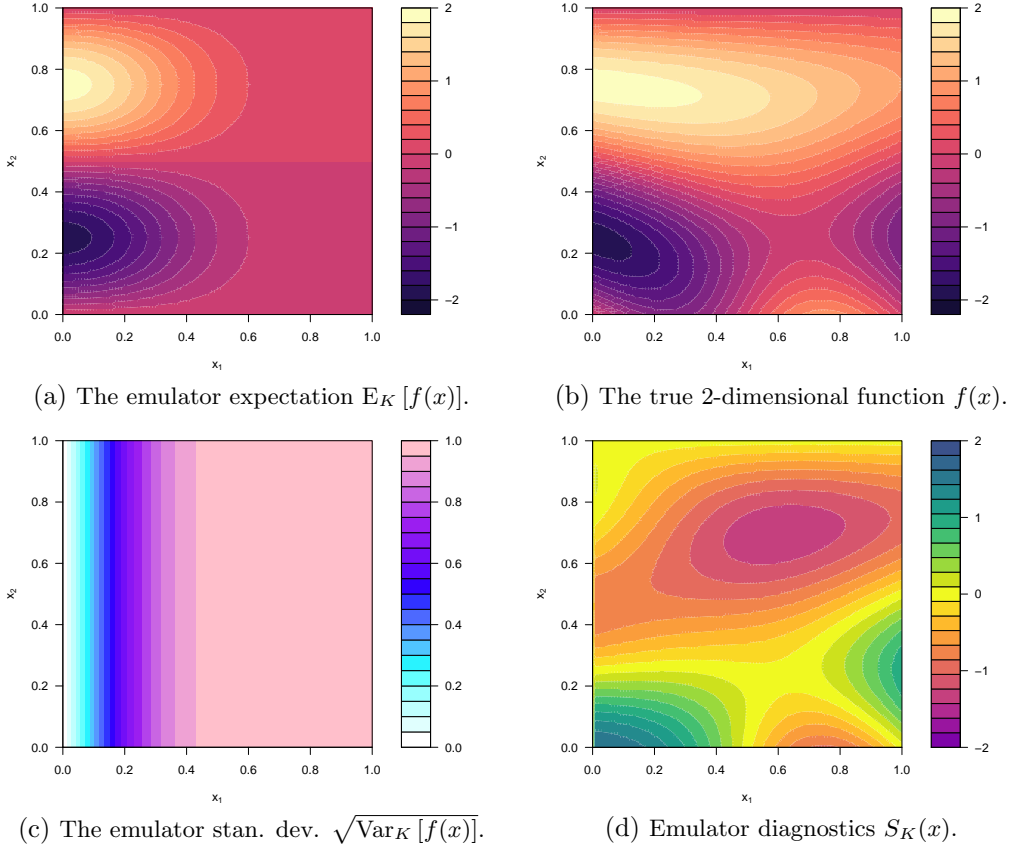 1.0
0.8
0.6
0.4
0.2
0.0
x₂
0.0 0.2 0.4 0.6 0.8 1.0
x₁
2
1
0
−1
−2
(a) The emulator expectation E_K [f(x)].
1.0
0.8
0.6
0.4
0.2
0.0
x₂
0.0 0.2 0.4 0.6 0.8 1.0
x₁
2
1
0
−1
−2
(b) The true 2-dimensional function f(x).
1.0
0.8
0.6
0.4
0.2
0.0
x₂
0.0 0.2 0.4 0.6 0.8 1.0
x₁
1.0
0.8
0.6
0.4
0.2
0.0
(c) The emulator stan. dev. √Var_K [f(x)].
1.0
0.8
0.6
0.4
0.2
0.0
x₂
0.0 0.2 0.4 0.6 0.8 1.0
x₁
2
1
0
−1
−2
(d) Emulator diagnostics S_K(x).